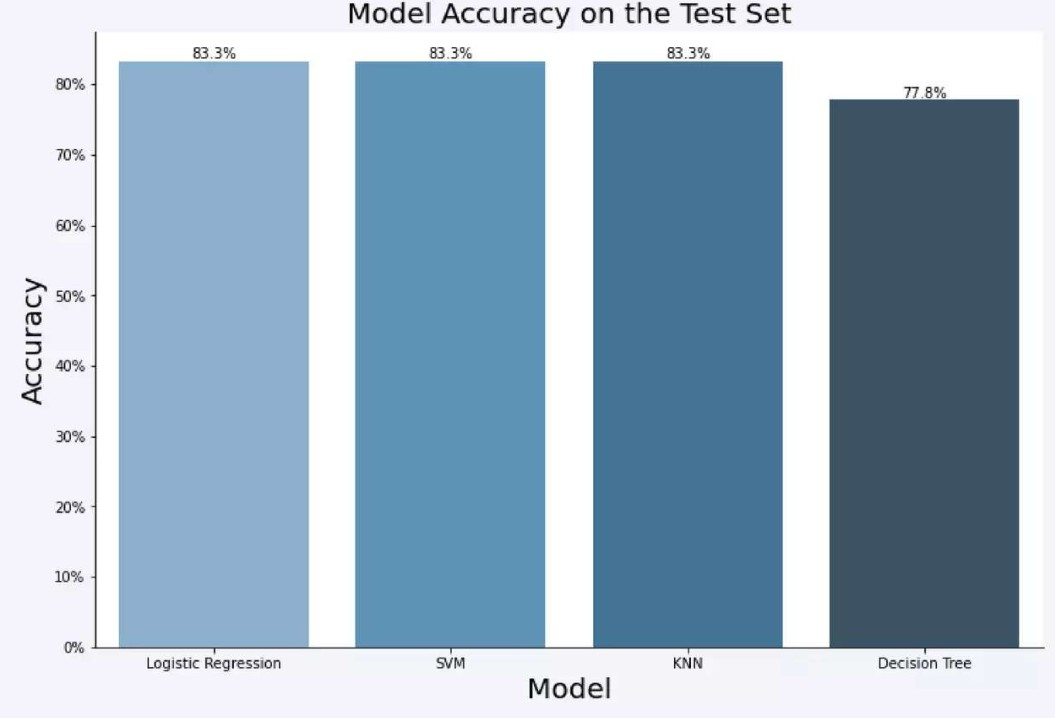 Model Accuracy on the Test Set
83.3% 83.3% 83.3% 77.8%
80%
70%
60%
50%
40%
30%
20%
10%
0%
Accuracy
Logistic Regression SVM KNN Decision Tree
Model